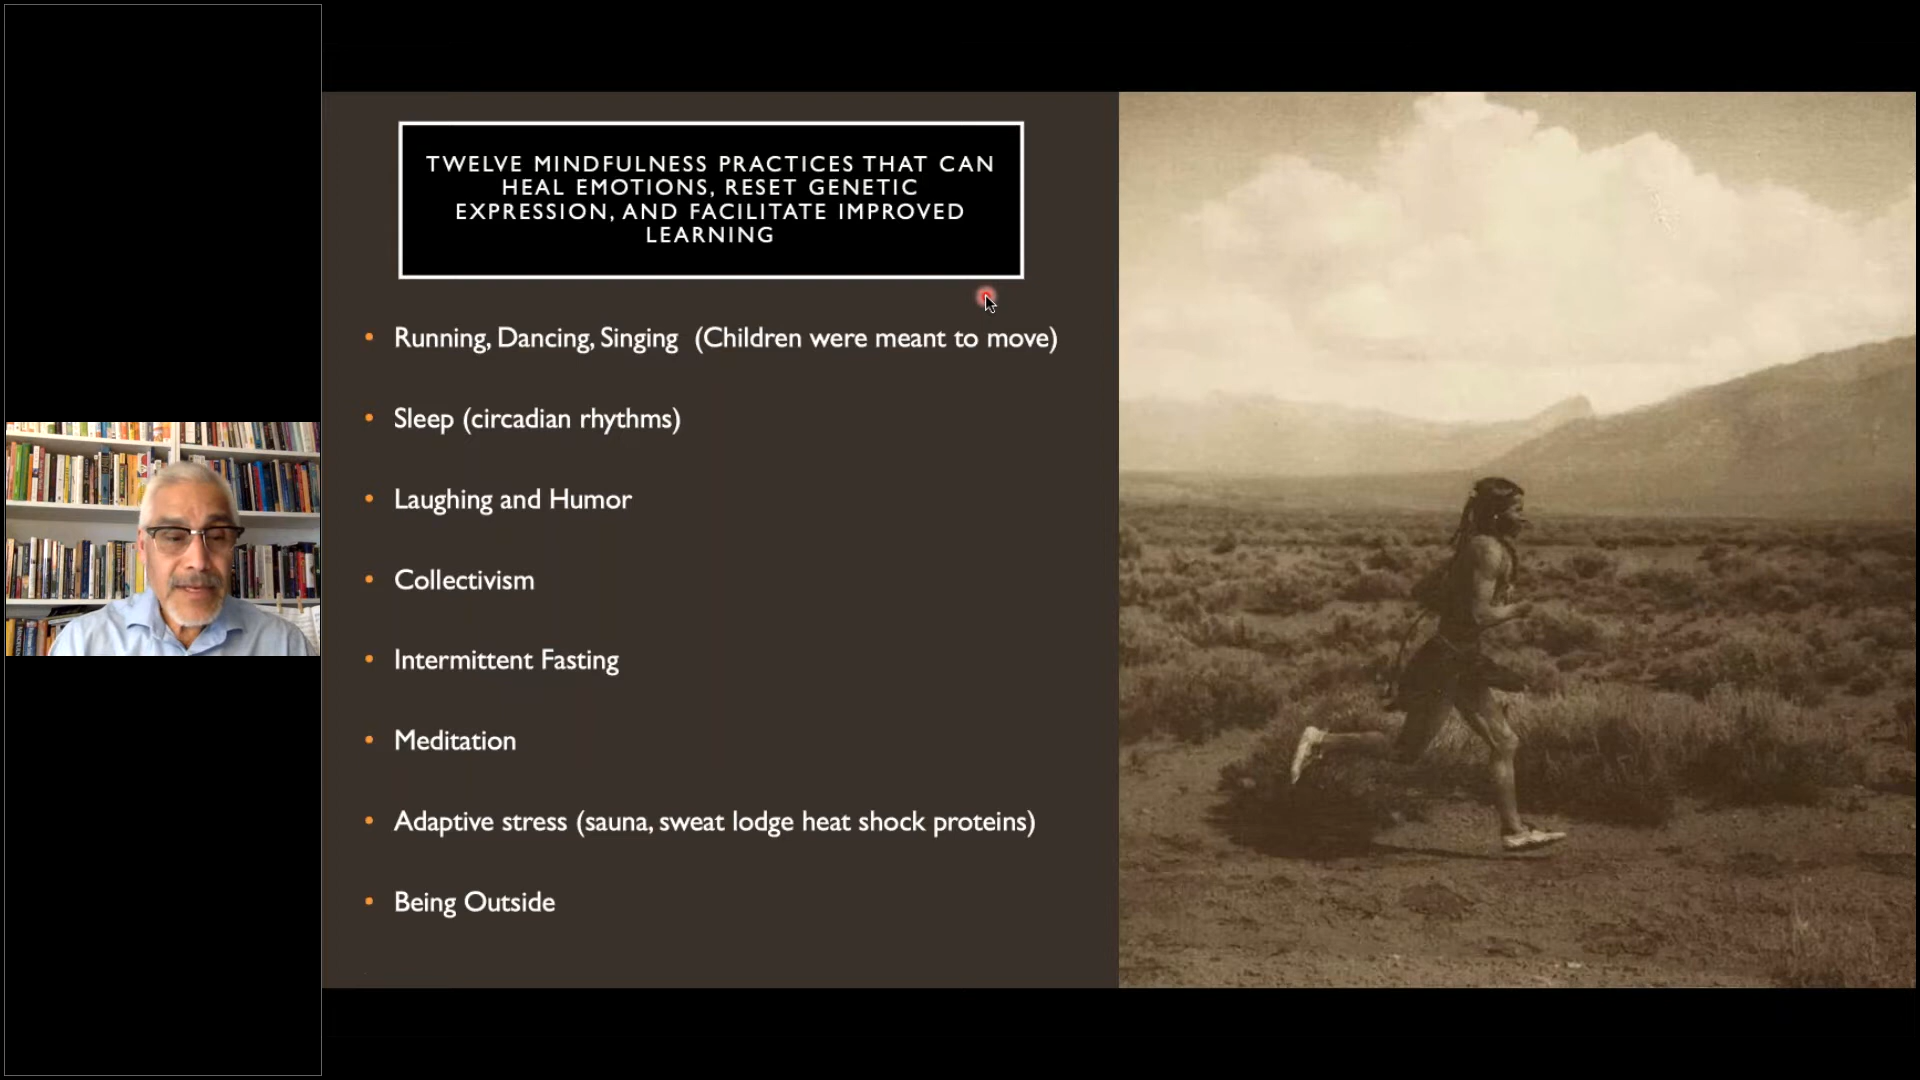 TWELVE MINDFULNESS PRACTICES THAT CAN
HEAL EMOTIONS, RESET GENETIC
EXPRESSION, AND FACILITATE IMPROVED
LEARNING
• Running, Dancing, Singing (Children were meant to move)
• Sleep (circadian rhythms)
• Laughing and Humor
• Collectivism
• Intermittent Fasting
• Meditation
• Adaptive stress (sauna, sweat lodge heat shock proteins)
• Being Outside